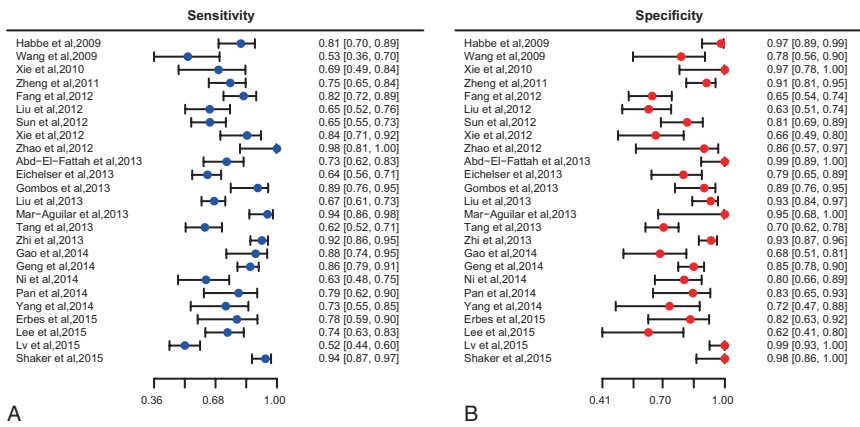 Sensitivity
Habbe et al,2009 0.81 [0.70, 0.89]
Wang et al,2009 0.53 [0.36, 0.70]
Xie et al,2010 0.69 [0.49, 0.84]
Zheng et al,2011 0.75 [0.65, 0.84]
Fang et al,2012 0.82 [0.72, 0.89]
Liu et al,2012 0.65 [0.52, 0.76]
Sun et al,2012 0.65 [0.55, 0.73]
Xie et al,2012 0.84 [0.71, 0.92]
Zhao et al,2012 0.98 [0.81, 1.00]
Abd−El−Fattah et al,2013 0.73 [0.62, 0.83]
Eichelser et al,2013 0.64 [0.56, 0.71]
Gombos et al,2013 0.89 [0.76, 0.95]
Liu et al,2013 0.67 [0.61, 0.73]
Mar−Aguilar et al,2013 0.94 [0.86, 0.98]
Tang et al,2013 0.62 [0.52, 0.71]
Zhi et al,2013 0.92 [0.86, 0.95]
Gao et al,2014 0.88 [0.74, 0.95]
Geng et al,2014 0.86 [0.79, 0.91]
Ni et al,2014 0.63 [0.48, 0.75]
Pan et al,2014 0.79 [0.62, 0.90]
Yang et al,2014 0.73 [0.55, 0.85]
Erbes et al,2015 0.78 [0.59, 0.90]
Lee et al,2015 0.74 [0.63, 0.83]
Lv et al,2015 0.52 [0.44, 0.60]
Shaker et al,2015 0.94 [0.87, 0.97]
0.36 0.68 1.00
A
Specificity
Habbe et al,2009 0.97 [0.89, 0.99]
Wang et al,2009 0.78 [0.56, 0.90]
Xie et al,2010 0.97 [0.78, 1.00]
Zheng et al,2011 0.91 [0.81, 0.95]
Fang et al,2012 0.65 [0.54, 0.74]
Liu et al,2012 0.63 [0.51, 0.74]
Sun et al,2012 0.81 [0.69, 0.89]
Xie et al,2012 0.66 [0.49, 0.80]
Zhao et al,2012 0.86 [0.57, 0.97]
Abd−El−Fattah et al,2013 0.99 [0.89, 1.00]
Eichelser et al,2013 0.79 [0.65, 0.89]
Gombos et al,2013 0.89 [0.76, 0.95]
Liu et al,2013 0.93 [0.84, 0.97]
Mar−Aguilar et al,2013 0.95 [0.68, 1.00]
Tang et al,2013 0.70 [0.62, 0.78]
Zhi et al,2013 0.93 [0.87, 0.96]
Gao et al,2014 0.68 [0.51, 0.81]
Geng et al,2014 0.85 [0.78, 0.90]
Ni et al,2014 0.80 [0.66, 0.89]
Pan et al,2014 0.83 [0.65, 0.93]
Yang et al,2014 0.72 [0.47, 0.88]
Erbes et al,2015 0.82 [0.63, 0.92]
Lee et al,2015 0.62 [0.41, 0.80]
Lv et al,2015 0.99 [0.93, 1.00]
Shaker et al,2015 0.98 [0.86, 1.00]
0.41 0.70 1.00
B